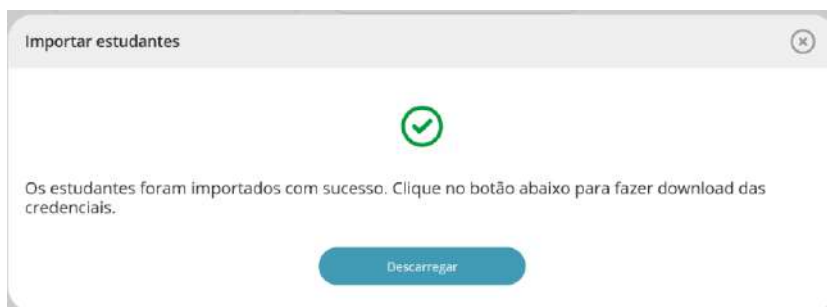 Importar estudantes
Os estudantes foram importados com sucesso. Clique no botão abaixo para fazer download das
credenciais.
Descarregar